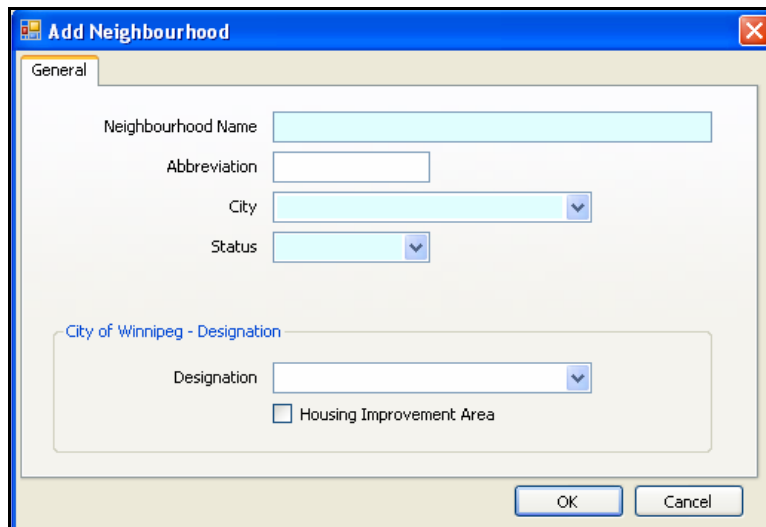 Add Neighbourhood
General
Neighbourhood Name
Abbreviation
City
Status
City of Winnipeg - Designation
Designation
Housing Improvement Area
OK Cancel